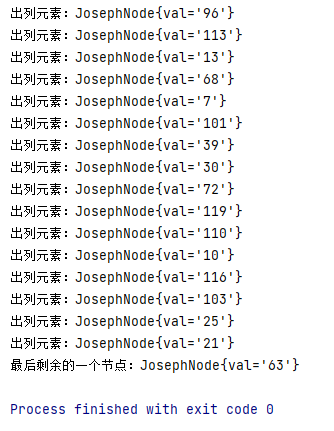 出列元素：JosephNode{val='96'}
出列元素：JosephNode{val='113'}
出列元素：JosephNode{val='13'}
出列元素：JosephNode{val='68'}
出列元素：JosephNode{val='7'}
出列元素：JosephNode{val='101'}
出列元素：JosephNode{val='39'}
出列元素：JosephNode{val='30'}
出列元素：JosephNode{val='72'}
出列元素：JosephNode{val='119'}
出列元素：JosephNode{val='110'}
出列元素：JosephNode{val='10'}
出列元素：JosephNode{val='116'}
出列元素：JosephNode{val='103'}
出列元素：JosephNode{val='25'}
出列元素：JosephNode{val='21'}
最后剩余的一个节点：JosephNode{val='63'}
Process finished with exit code 0